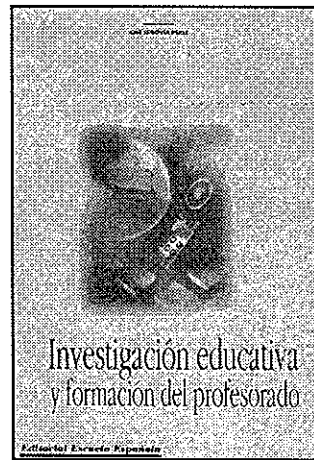 Investigación educativa
y formación del profesorado
Editorial Escuela Española